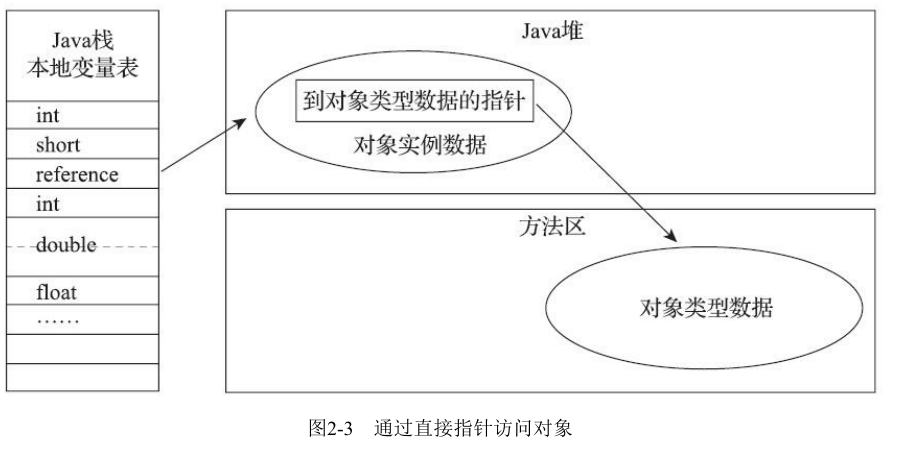 Java栈
本地变量表
int
short
reference
int
double
float
……
Java堆
到对象类型数据的指针
对象实例数据
方法区
对象类型数据
图2-3 通过直接指针访问对象